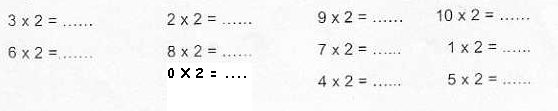 3 x 2 = ......
6 x 2 = ......
2 x 2 = ......
8 x 2 = ......
0 X 2 = ....
9 x 2 = ......
7 x 2 = ......
4 x 2 = ......
10 x 2 = ......
1 x 2 = ......
5 x 2 = ......